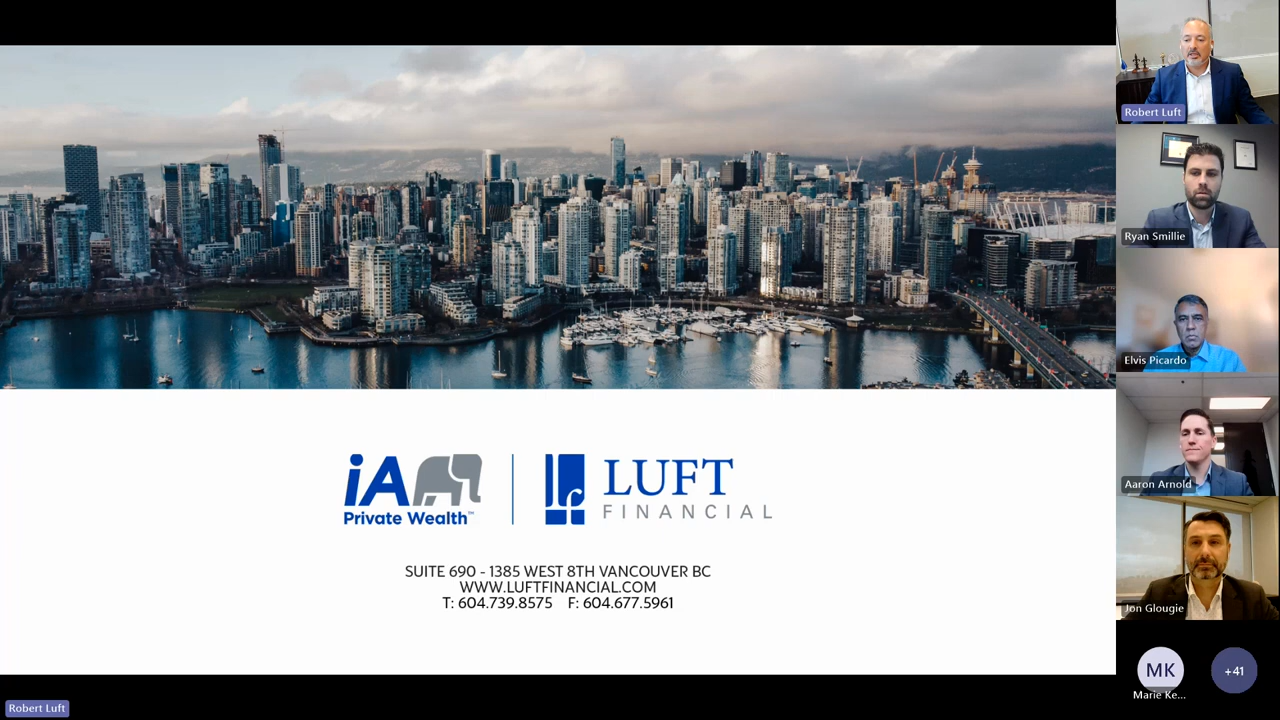 iA
Private Wealth™
LUFT
FINANCIAL
SUITE 690 - 1385 WEST 8TH VANCOUVER BC
WWW.LUFTFINANCIAL.COM
T: 604.739.8575 F: 604.677.5961
Robert Luft
Robert Luft
Ryan Smillie
Elvis Picardo
Aaron Arnold
Jon Glougie
MK
+41
Marie Ke...